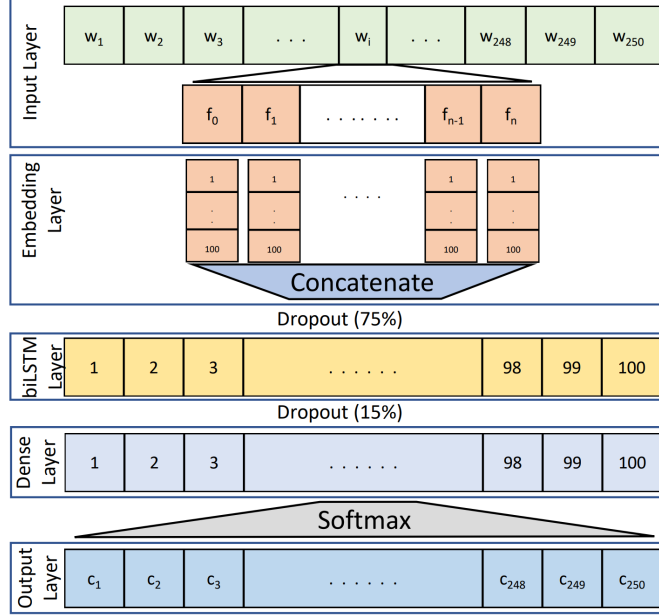 Input Layer
w1 w2 w3 . . . wi . . . w248 w249 w250
f0 f1 . . . . . . . fn-1 fn
Embedding Layer
1 1 . . . . 1 1
. . . .
. . . .
100 100 100 100
Concatenate
Dropout (75%)
biLSTM Layer
1 2 3 . . . . . . 98 99 100
Dropout (15%)
Dense Layer
1 2 3 . . . . . . 98 99 100
Softmax
Output Layer
c1 c2 c3 . . . . . . c248 c249 c250